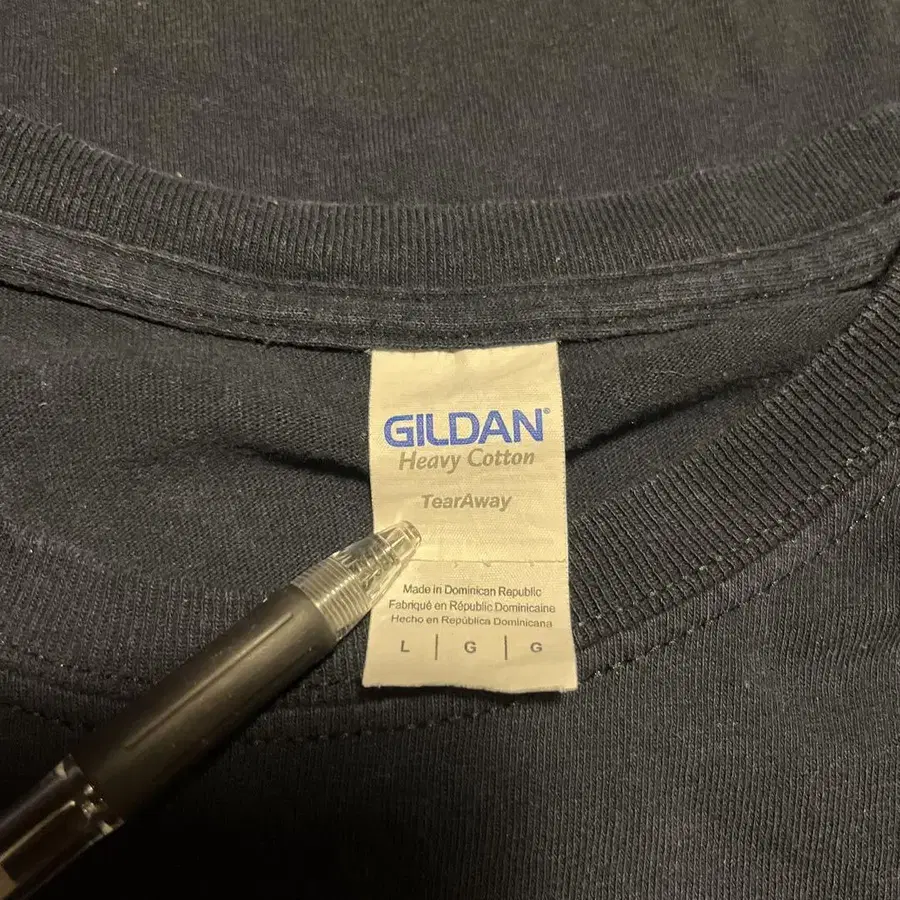 GILDAN®
Heavy Cotton
TearAway
Made in Dominican Republic
Fabriqué en Républic Dominicaine
Hecho en República Dominicana
L | G | G